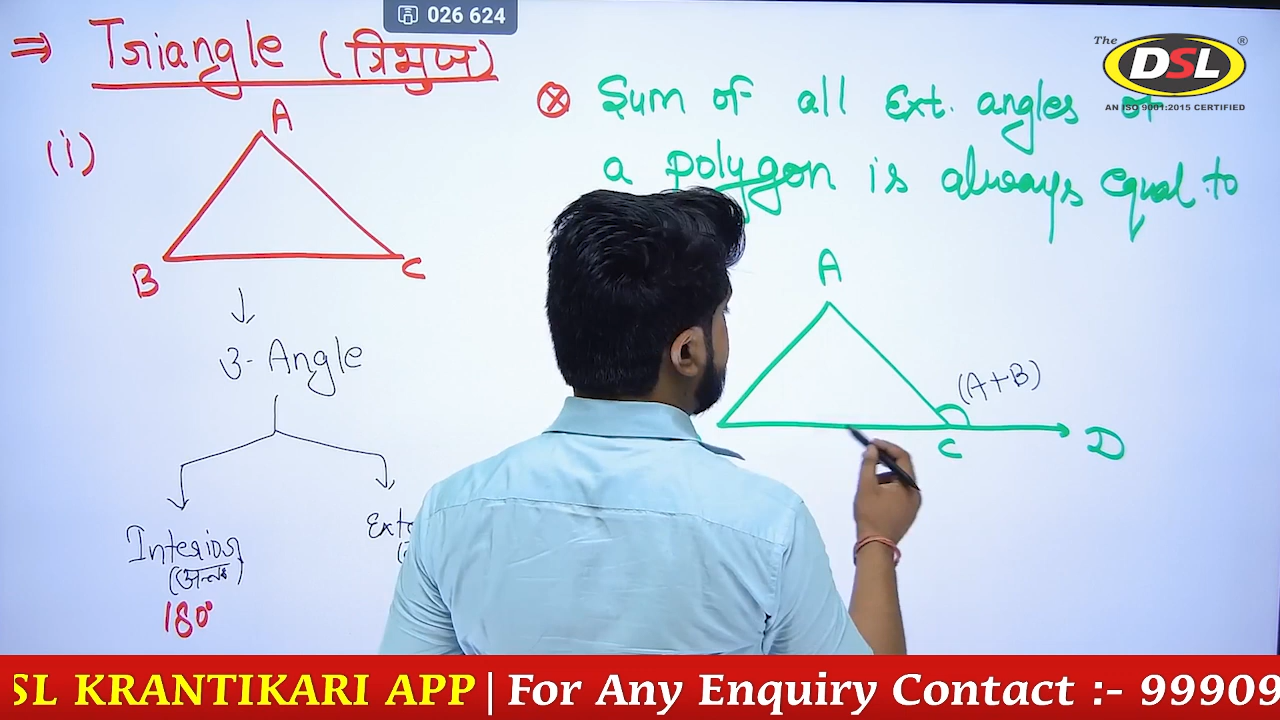 026 624
⇒ Triangle (त्रिभुज)
(i)
A
B
C
3-Angle
Interior
(अन्तः)
180°
Sum of all Ext. angles of
a polygon is always equal to
A
(A+B)
C
D
The
DSL
®
AN ISO 9001:2015 CERTIFIED
SL KRANTIKARI APP | For Any Enquiry Contact :- 99909